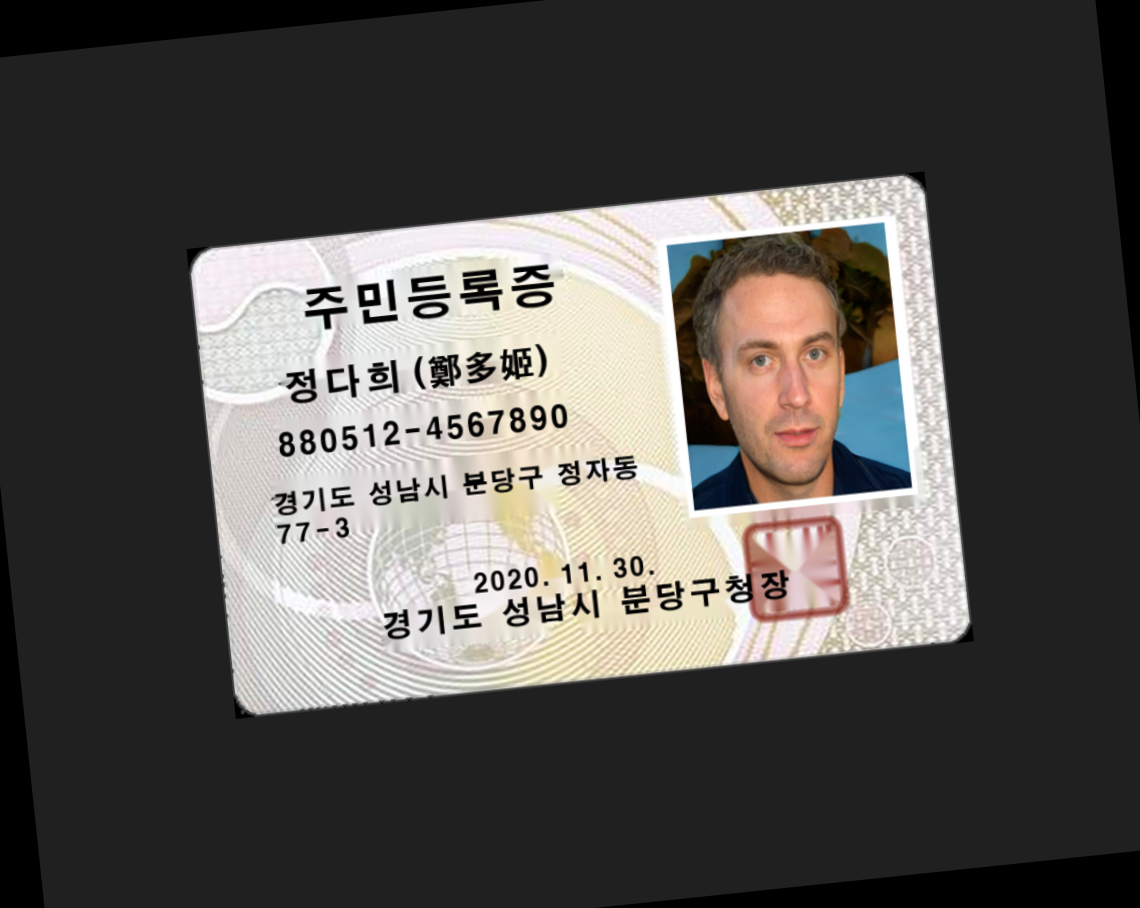 주민등록증
정다희 (鄭多姬)
880512-4567890
경기도 성남시 분당구 정자동
77-3
2020. 11. 30.
경기도 성남시 분당구청장